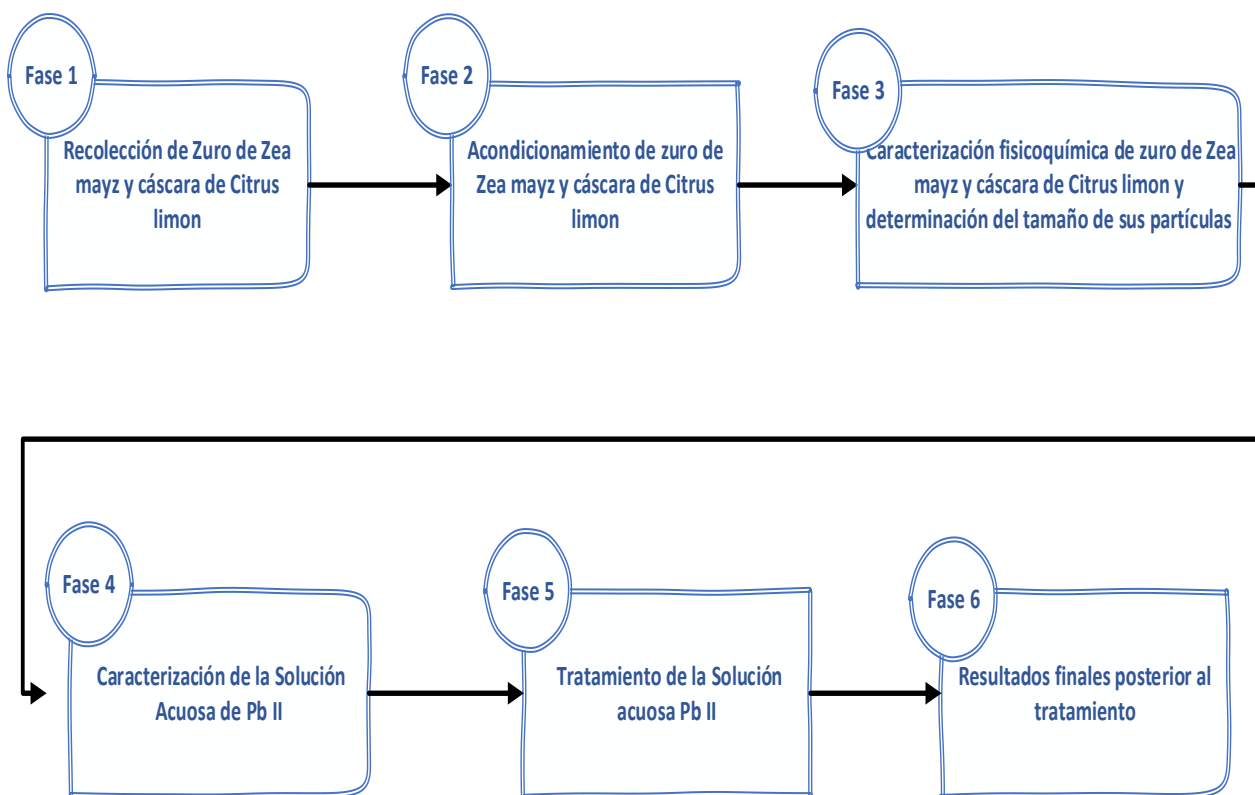 Fase 1
Recolección de Zuro de Zea
mayz y cáscara de Citrus
limon
Fase 2
Acondicionamiento de zuro de
Zea mayz y cáscara de Citrus
limon
Fase 3
Caracterización fisicoquímica de zuro de Zea
mayz y cáscara de Citrus limon y
determinación del tamaño de sus partículas
Fase 4
Caracterización de la Solución
Acuosa de Pb II
Fase 5
Tratamiento de la Solución
acuosa Pb II
Fase 6
Resultados finales posterior al
tratamiento